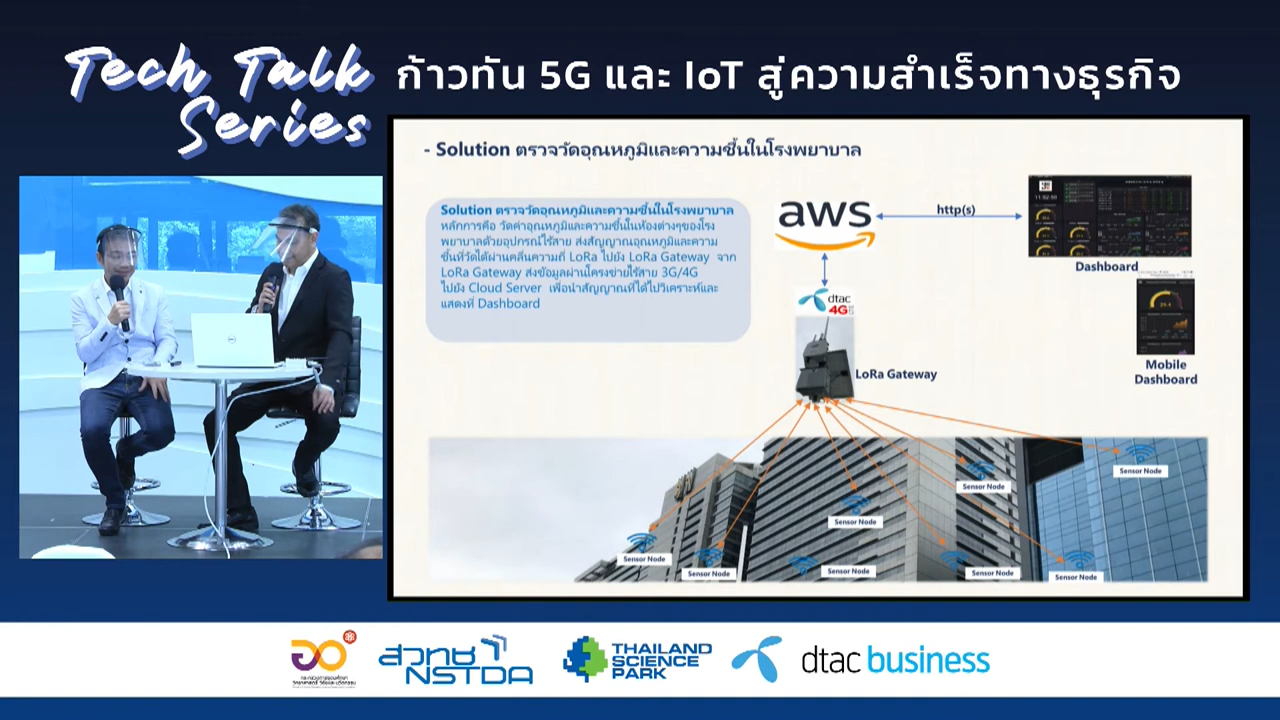 Tech Talk
Series
ก้าวทัน 5G และ IoT สู่ความสำเร็จทางธุรกิจ
- Solution ตรวจวัดอุณหภูมิและความชื้นในโรงพยาบาล
Solution ตรวจวัดอุณหภูมิและความชื้นในโรงพยาบาล
หลักการคือ วัดค่าอุณหภูมิและความชื้นในห้องต่างๆของโรง
พยาบาลด้วยอุปกรณ์ไร้สาย ส่งสัญญาณอุณหภูมิและความ
ชื้นที่วัดได้ผ่านคลื่นความถี่ LoRa ไปยัง LoRa Gateway จาก
LoRa Gateway ส่งข้อมูลผ่านโครงข่ายไร้สาย 3G/4G
ไปยัง Cloud Server เพื่อนำสัญญาณที่ได้ไปวิเคราะห์และ
แสดงที่ Dashboard
aws
http(s)
Dashboard
dtac
4G
LoRa Gateway
Mobile
Dashboard
Sensor Node
Sensor Node
Sensor Node
Sensor Node
Sensor Node
Sensor Node
Sensor Node
Sensor Node
สวทช
NSTDA
THAILAND
SCIENCE
PARK
dtac business